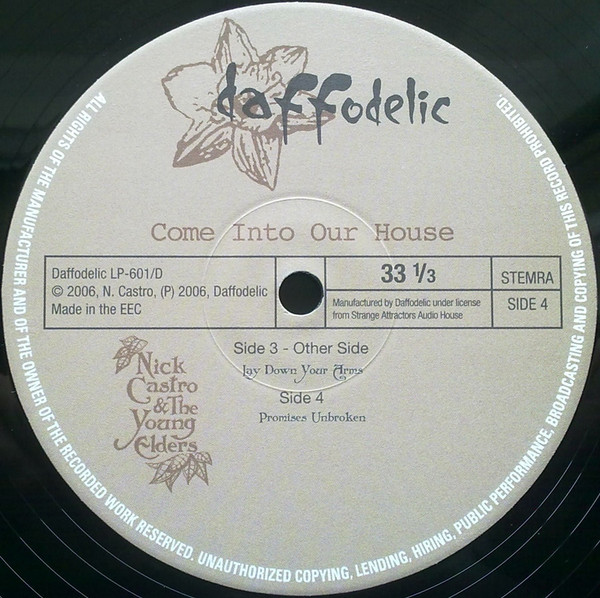 daffodelic
Come Into Our House
Daffodelic LP-601/D
© 2006, N. Castro, (P) 2006, Daffodelic
Made in the EEC
33 1/3
Manufactured by Daffodelic under license
from Strange Attractors Audio House
STEMRA
SIDE 4
Side 3 - Other Side
Lay Down Your Arms
Side 4
Promises Unbroken
Nick
Castro
& The
Young
Elders
ALL RIGHTS OF THE MANUFACTURER AND OF THE OWNER OF THE RECORDED WORK RESERVED. UNAUTHORIZED COPYING, LENDING, HIRING, PUBLIC PERFORMANCE, BROADCASTING AND COPYING OF THIS RECORD PROHIBITED.